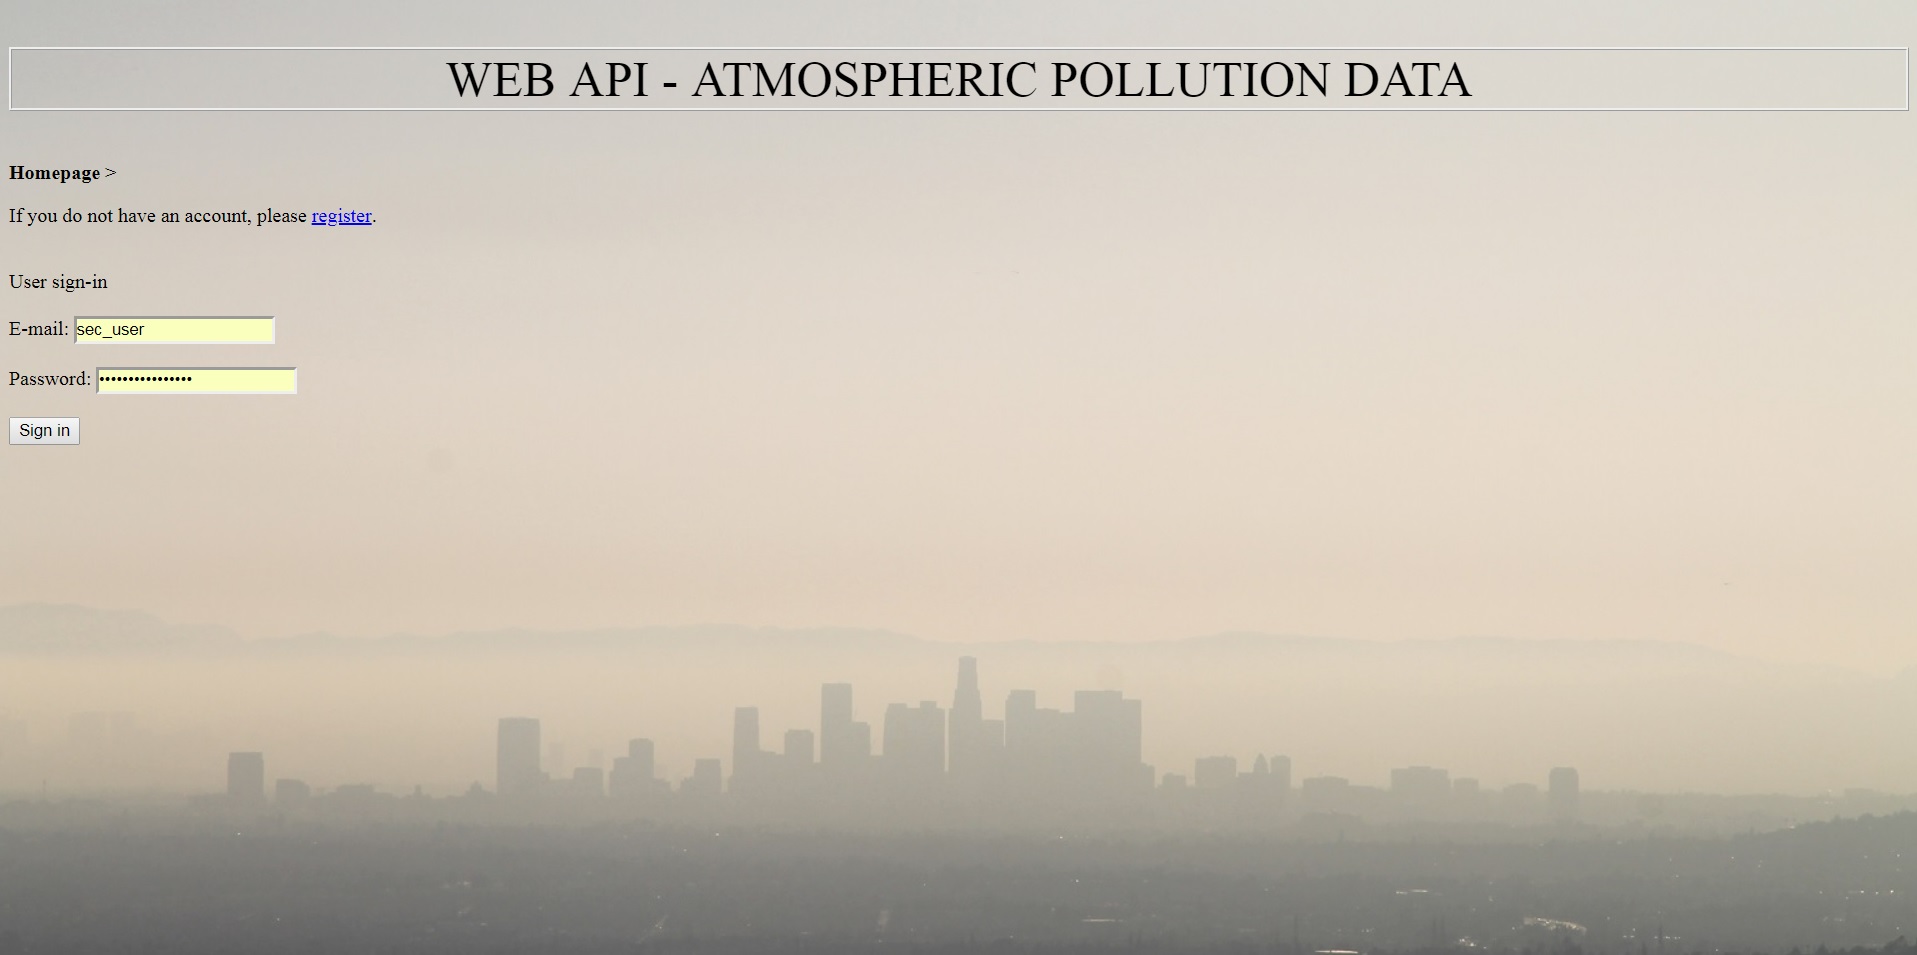 WEB API - ATMOSPHERIC POLLUTION DATA
Homepage >
If you do not have an account, please register.
User sign-in
E-mail: sec_user
Password: ••••••••••••••••
Sign in